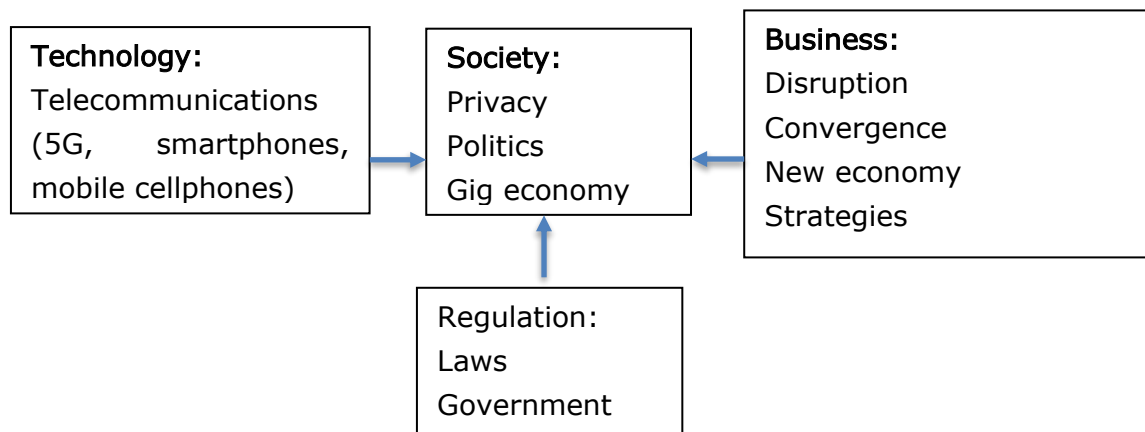 Technology:
Telecommunications
(5G, smartphones,
mobile cellphones)
Society:
Privacy
Politics
Gig economy
Business:
Disruption
Convergence
New economy
Strategies
Regulation:
Laws
Government